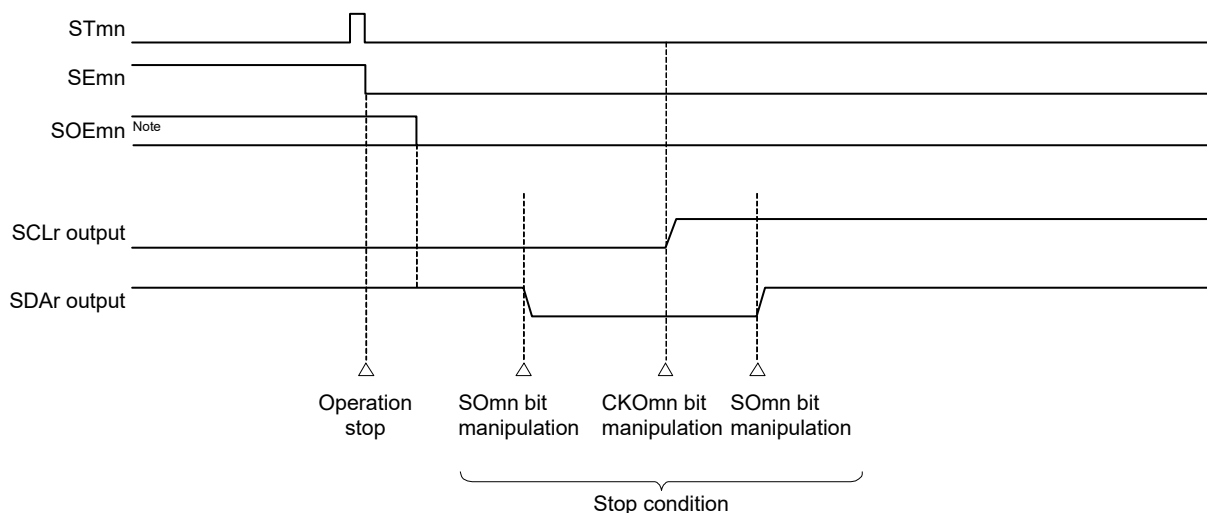 STmn
SEmn
SOEmn Note
SCLr output
SDAr output
Operation
stop
SOmn bit
manipulation
CKOmn bit
manipulation
SOmn bit
manipulation
Stop condition